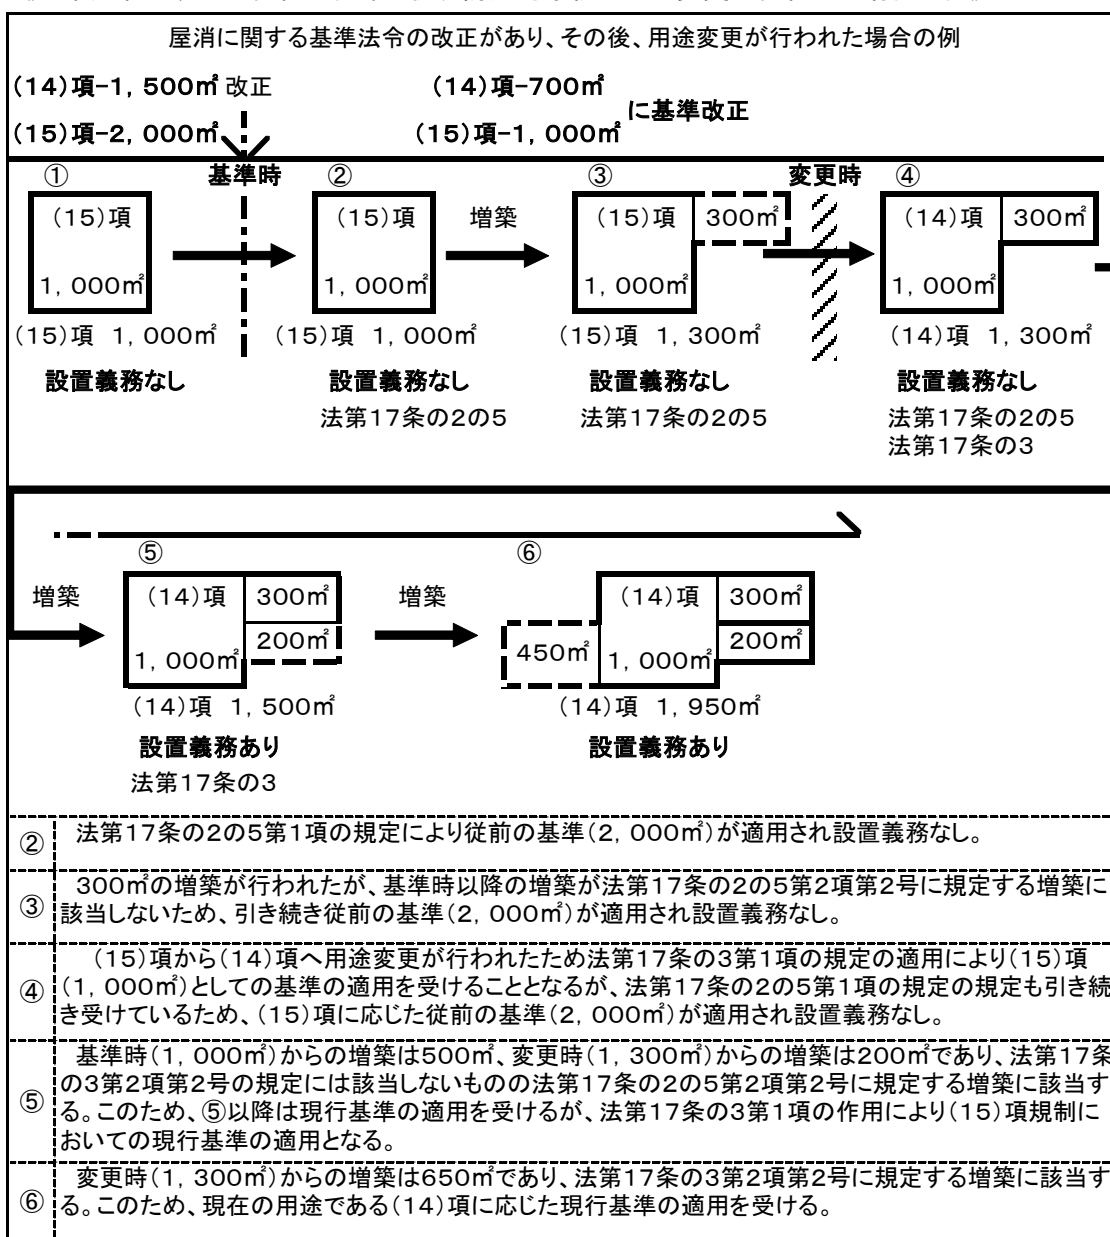 屋消に関する基準法令の改正があり、その後、用途変更が行われた場合の例
(14)項-1, 500㎡ 改正 (14)項-700㎡
に基準改正
(15)項-2, 000㎡ (15)項-1, 000㎡
① 基準時 ② ③ 変更時 ④
(15)項 (15)項 増築 (15)項 300㎡ (14)項 300㎡
1, 000㎡ 1, 000㎡ 1, 000㎡ 1, 000㎡
(15)項 1, 000㎡ (15)項 1, 000㎡ (15)項 1, 300㎡ (14)項 1, 300㎡
設置義務なし 設置義務なし 設置義務なし 設置義務なし
法第17条の2の5 法第17条の2の5 法第17条の2の5
法第17条の3
⑤ ⑥
増築 (14)項 300㎡ 増築 (14)項 300㎡
200㎡ 200㎡
1, 000㎡ 450㎡ 1, 000㎡
(14)項 1, 500㎡ (14)項 1, 950㎡
設置義務あり 設置義務あり
法第17条の3
② 法第17条の2の5第1項の規定により従前の基準(2, 000㎡)が適用され設置義務なし。
300㎡の増築が行われたが、基準時以降の増築が法第17条の2の5第2項第2号に規定する増築に
③ 該当しないため、引き続き従前の基準(2, 000㎡)が適用され設置義務なし。
(15)項から(14)項へ用途変更が行われたため法第17条の3第1項の規定の適用により(15)項
④ (1, 000㎡)としての基準の適用を受けることとなるが、法第17条の2の5第1項の規定の規定も引き続
き受けているため、(15)項に応じた従前の基準(2, 000㎡)が適用され設置義務なし。
基準時(1, 000㎡)からの増築は500㎡、変更時(1, 300㎡)からの増築は200㎡であり、法第17条
の3第2項第2号の規定には該当しないものの法第17条の2の5第2項第2号に規定する増築に該当す
⑤ る。このため、⑤以降は現行基準の適用を受けるが、法第17条の3第1項の作用により(15)項規制に
おいての現行基準の適用となる。
変更時(1, 300㎡)からの増築は650㎡であり、法第17条の3第2項第2号に規定する増築に該当す
⑥ る。このため、現在の用途である(14)項に応じた現行基準の適用を受ける。